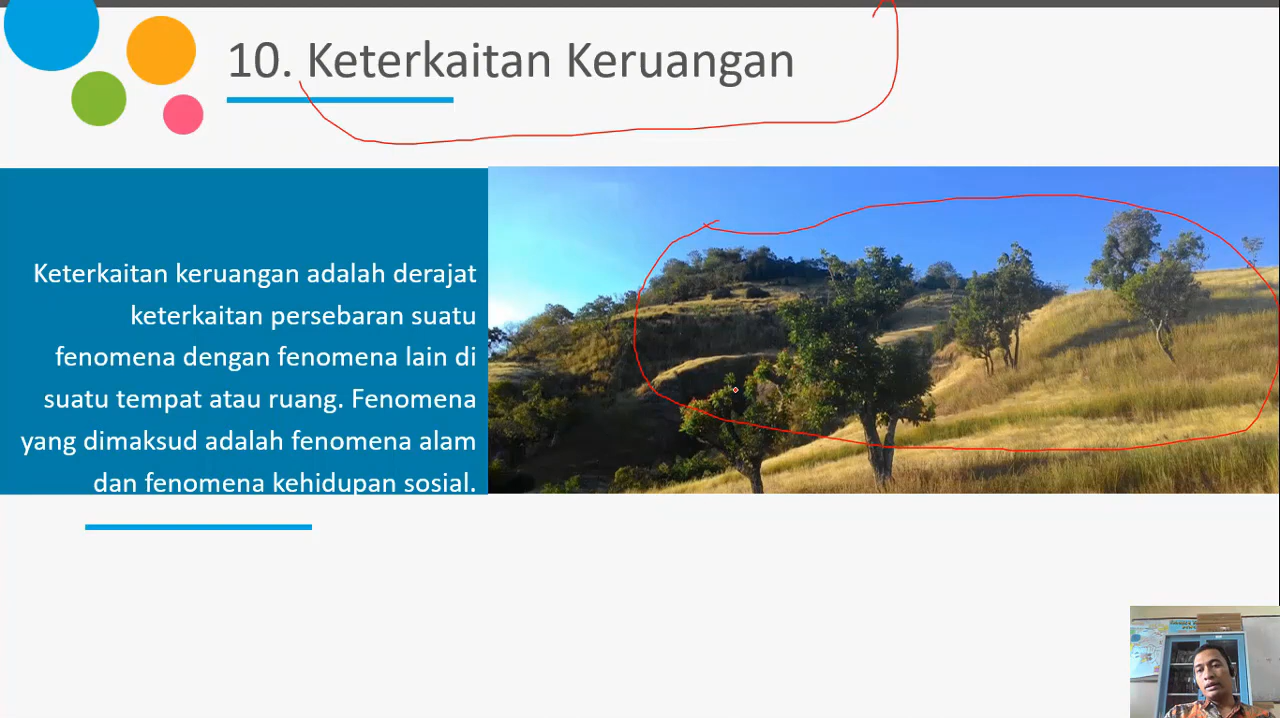 10. Keterkaitan Keruangan
Keterkaitan keruangan adalah derajat
keterkaitan persebaran suatu
fenomena dengan fenomena lain di
suatu tempat atau ruang. Fenomena
yang dimaksud adalah fenomena alam
dan fenomena kehidupan sosial.